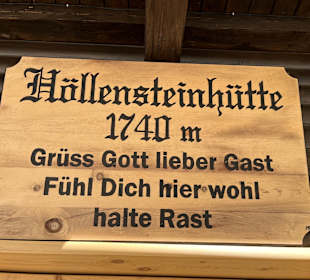 Höllensteinhütte
1740 m
Grüss Gott lieber Gast
Fühl Dich hier wohl
halte Rast